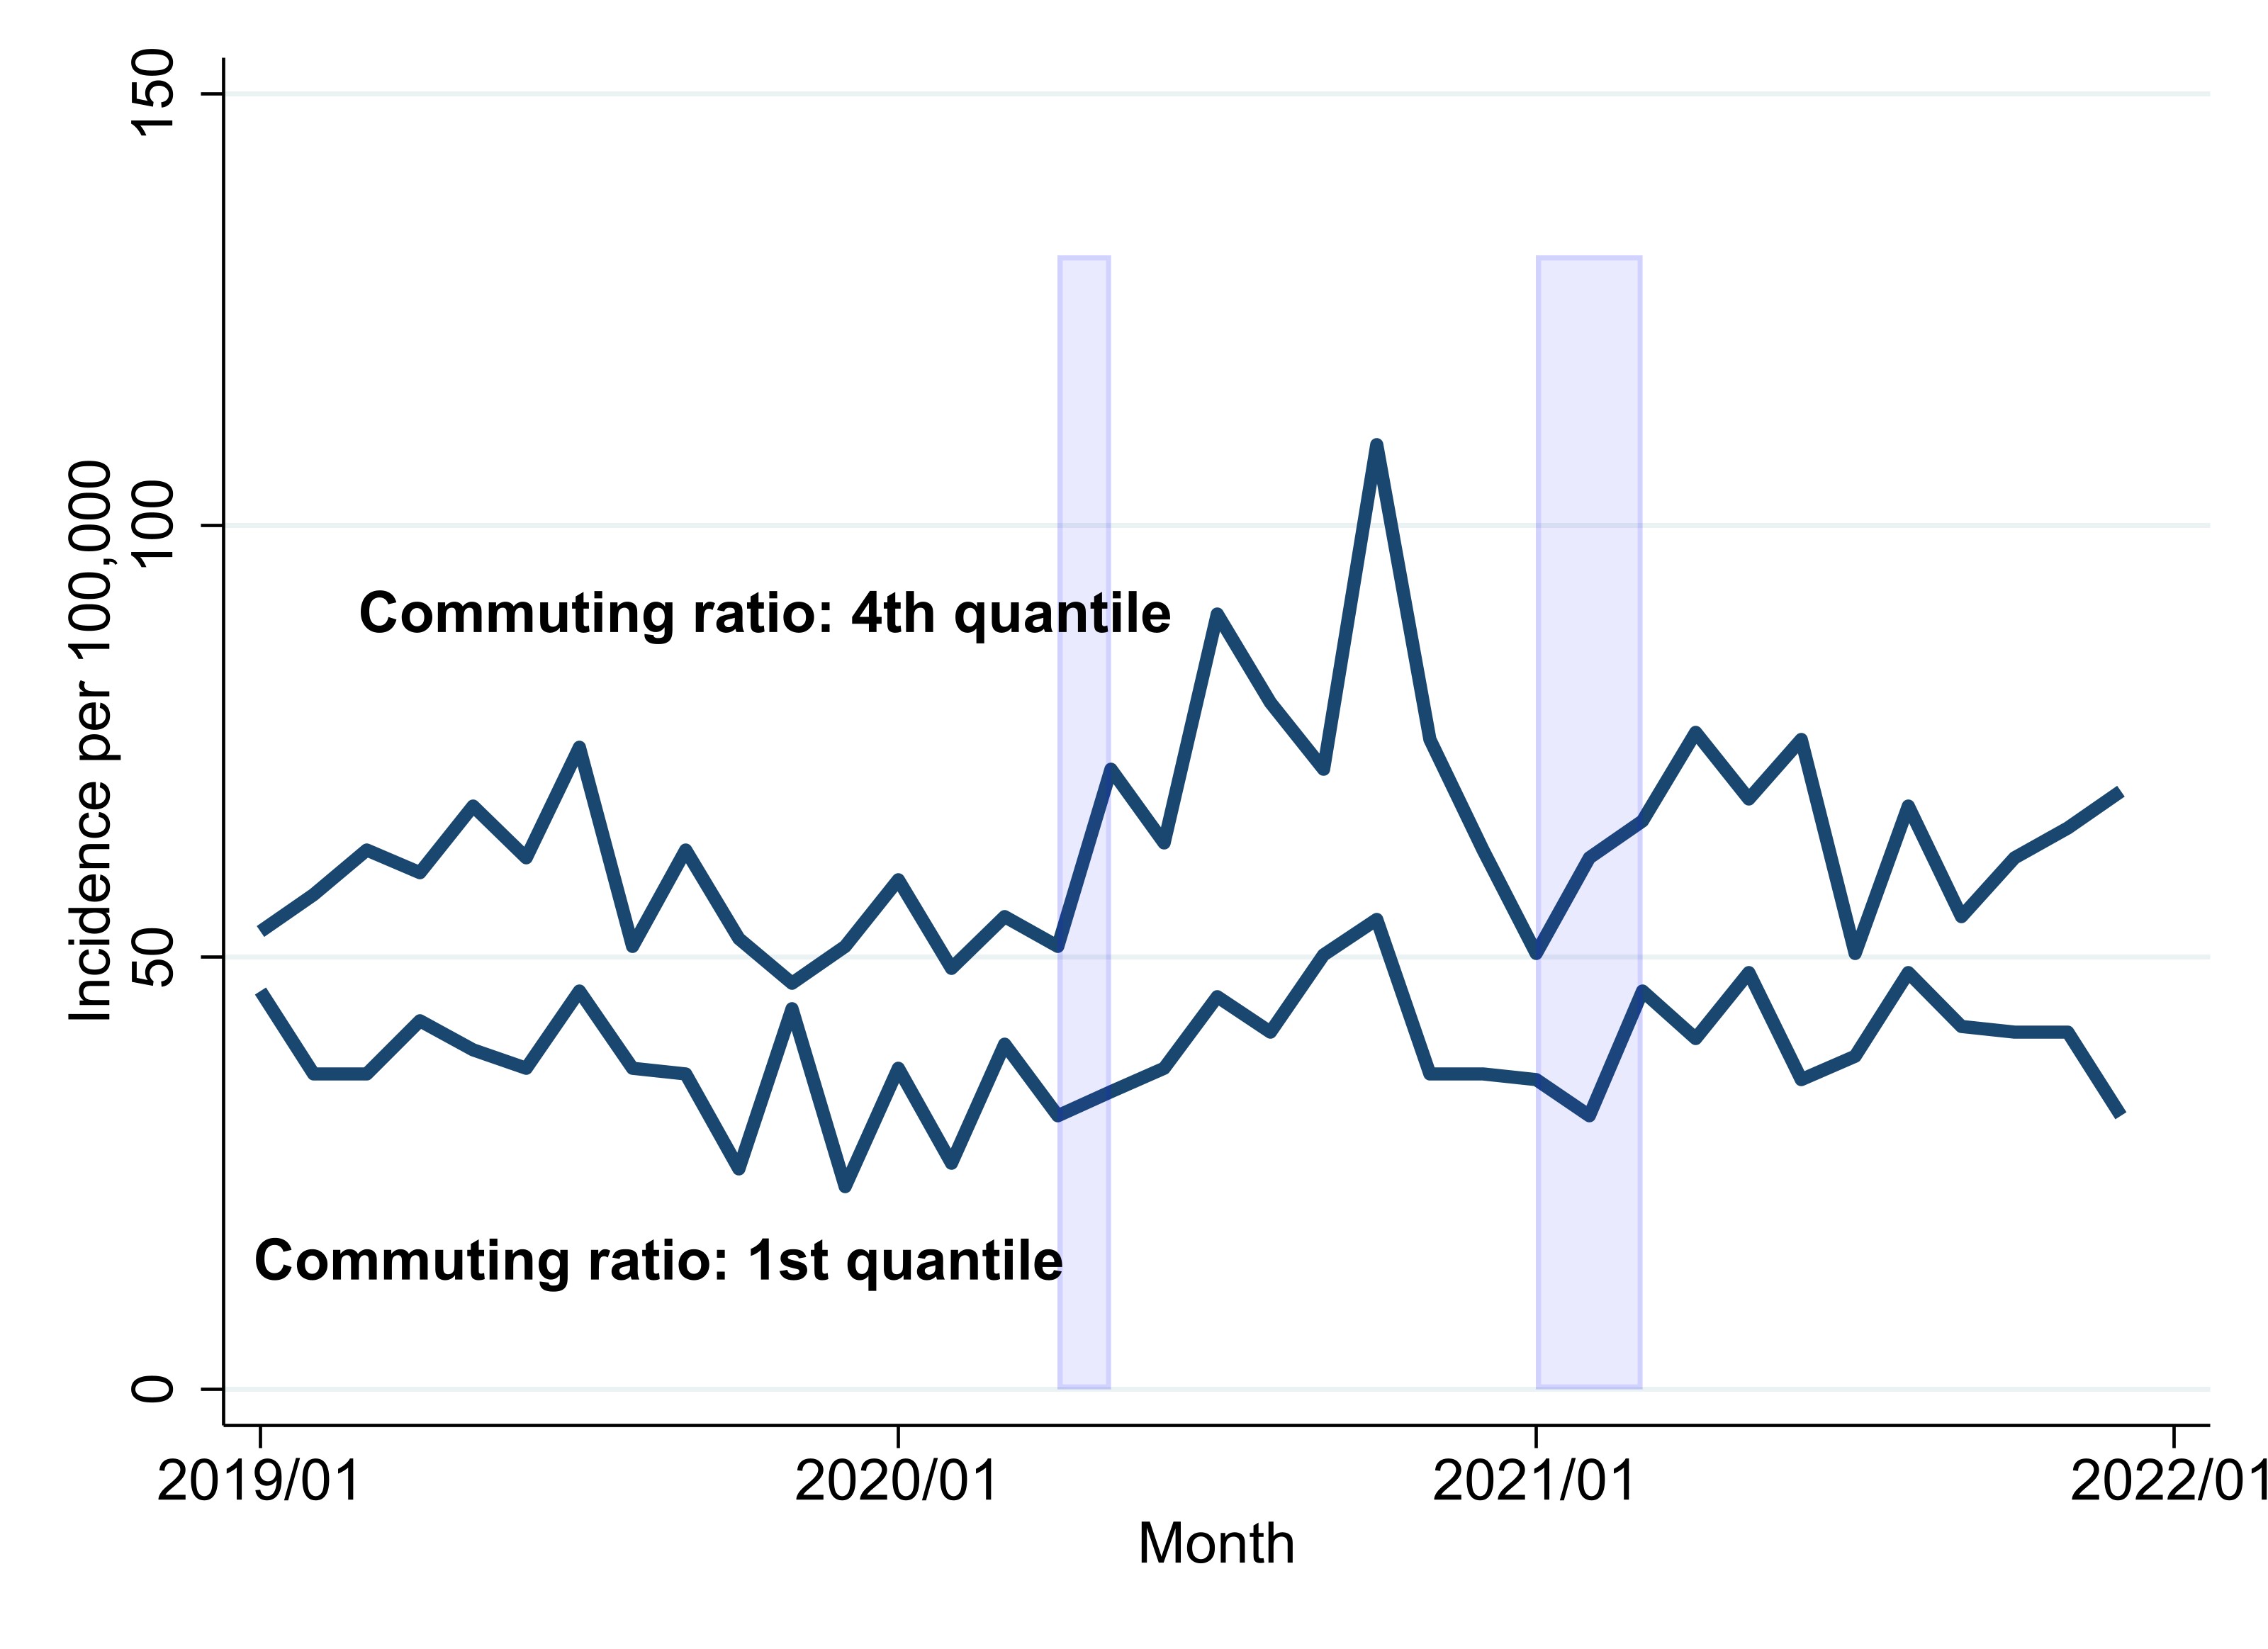 150
100
50
0
Incidence per 100,000
Commuting ratio: 4th quantile
Commuting ratio: 1st quantile
2019/01 2020/01 2021/01 2022/01
Month